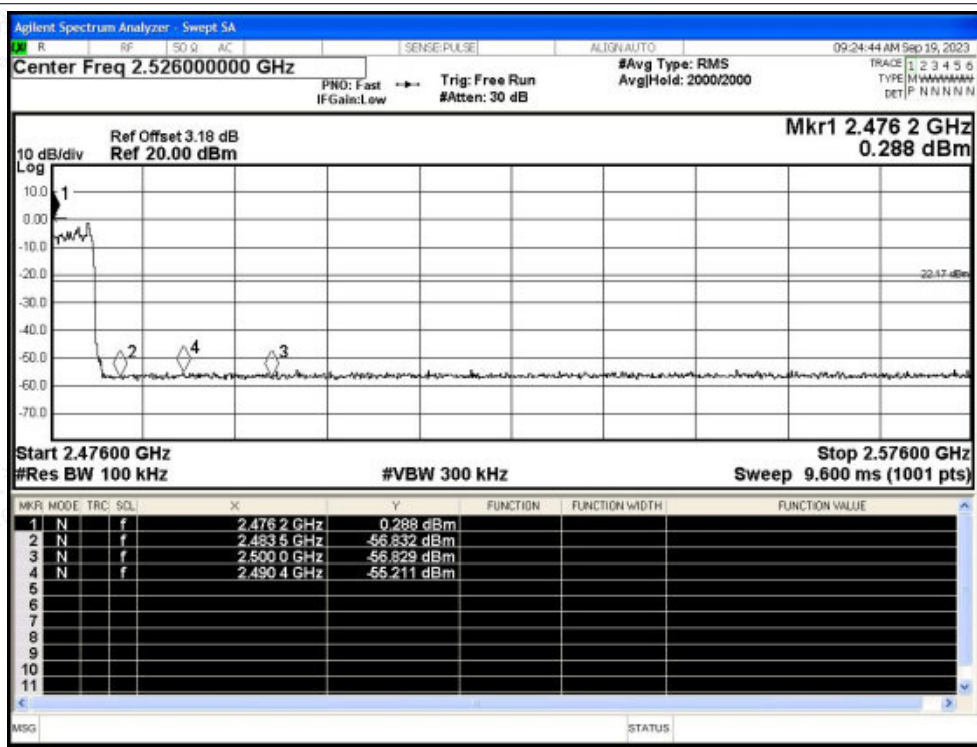 Agilent Spectrum Analyzer - Swept SA
R RF 50 Ω AC SENSE:PULSE ALIGNAUTO 09:24:44 AM Sep 19, 2023
Center Freq 2.526000000 GHz
PNO: Fast
IFGain:Low
Trig: Free Run
#Atten: 30 dB
#Avg Type: RMS
Avg|Hold: 2000/2000
TRACE 1 2 3 4 5 6
TYPE M
DET P N N N N N
Mkr1 2.476 2 GHz
0.288 dBm
Ref Offset 3.18 dB
10 dB/div Ref 20.00 dBm
Log
10.0
0.00
-10.0
-20.0
-30.0
-40.0
-50.0
-60.0
-70.0
1
2
4
3
22.17 dBm
Start 2.47600 GHz Stop 2.57600 GHz
#Res BW 100 kHz #VBW 300 kHz Sweep 9.600 ms (1001 pts)
MKR MODE TRC SCL X Y FUNCTION FUNCTION WIDTH FUNCTION VALUE
1 N f 2.476 2 GHz 0.288 dBm
2 N f 2.483 5 GHz -56.832 dBm
3 N f 2.500 0 GHz -56.829 dBm
4 N f 2.490 4 GHz -55.211 dBm
5
6
7
8
9
10
11
MSG STATUS